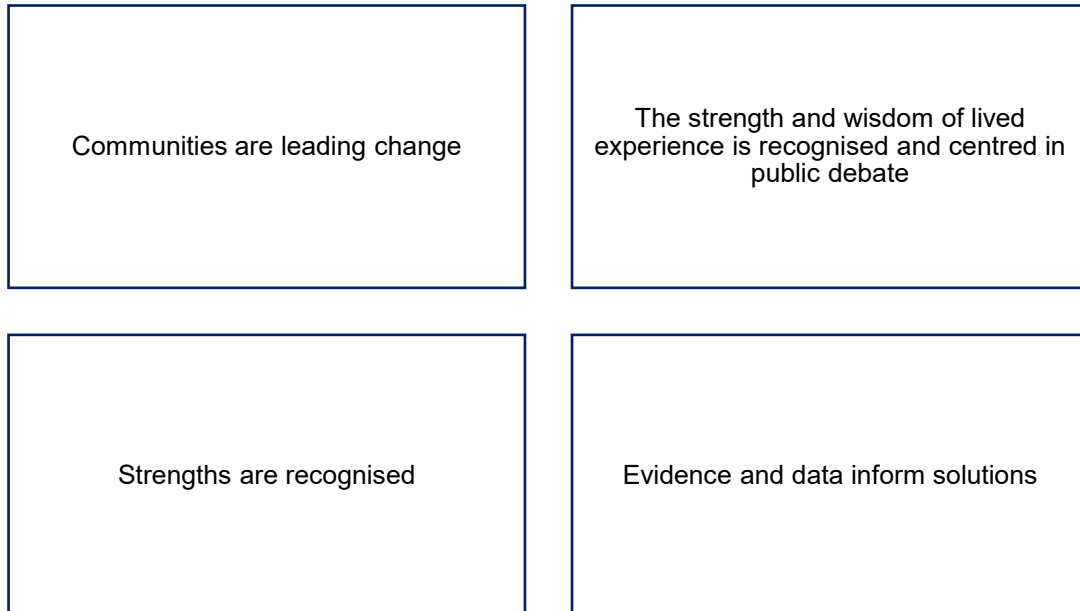 Communities are leading change
The strength and wisdom of lived
experience is recognised and centred in
public debate
Strengths are recognised
Evidence and data inform solutions